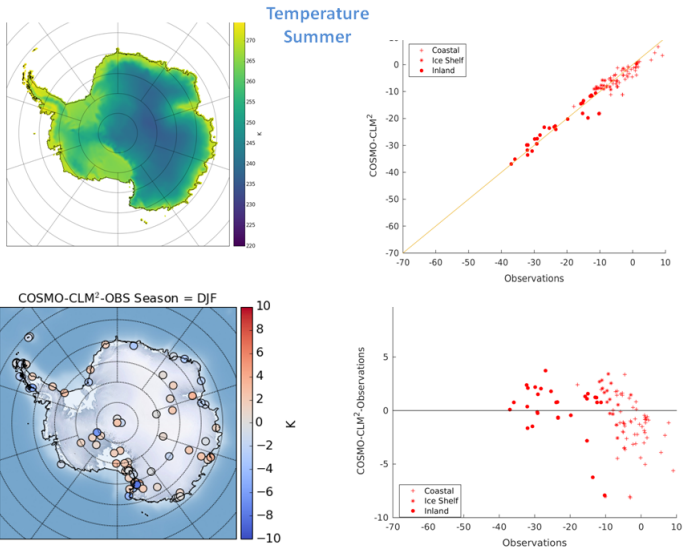 Temperature
Summer
270
265
260
255
250
245
240
235
230
225
220
K
Coastal
Ice Shelf
Inland
0
-10
-20
-30
-40
-50
-60
-70
COSMO-CLM²
-70 -60 -50 -40 -30 -20 -10 0 10
Observations
COSMO-CLM²-OBS Season = DJF
10
8
6
4
2
0
−2
−4
−6
−8
−10
K
5
0
-5
-10
COSMO-CLM²-Observations
Coastal
Ice Shelf
Inland
-70 -60 -50 -40 -30 -20 -10 0 10
Observations